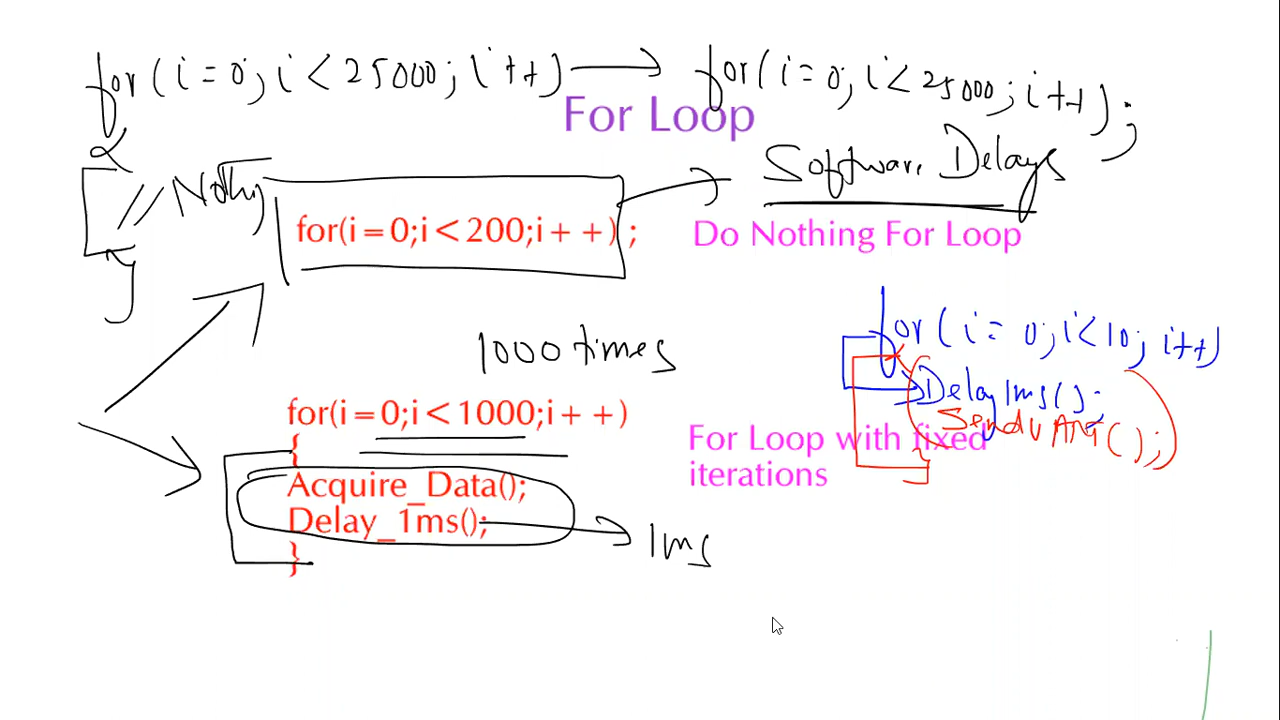 for(i=0;i<25000;i++) → for(i=0;i<25000;i++);
For Loop
{
//Nothing
}
Software Delays
for(i=0;i<200;i++);
Do Nothing For Loop
1000 times
for(i=0;i<10;i++)
{
Delay1ms();
SendUART();
}
for(i=0;i<1000;i++)
{
Acquire_Data();
Delay_1ms();
}
1ms
For Loop with fixed
iterations